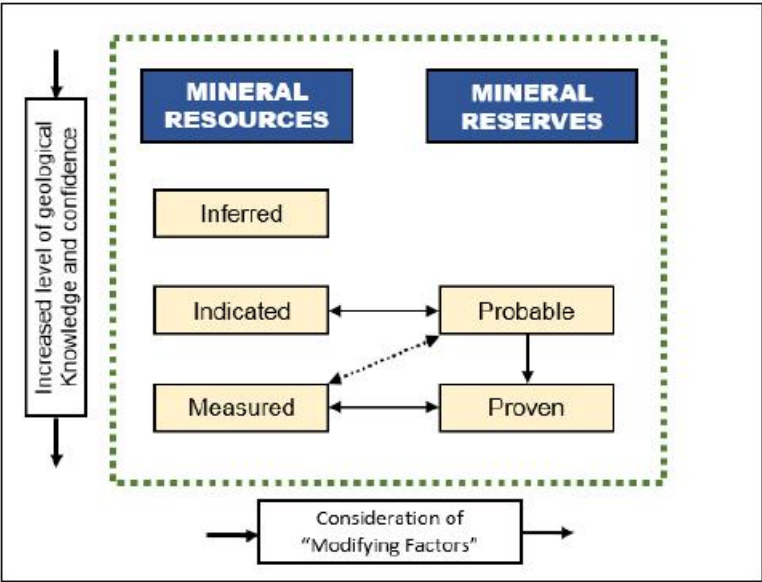 MINERAL
RESOURCES
MINERAL
RESERVES
Increased level of geological
Knowledge and confidence
Inferred
Indicated
Probable
Measured
Proven
Consideration of
“Modifying Factors”